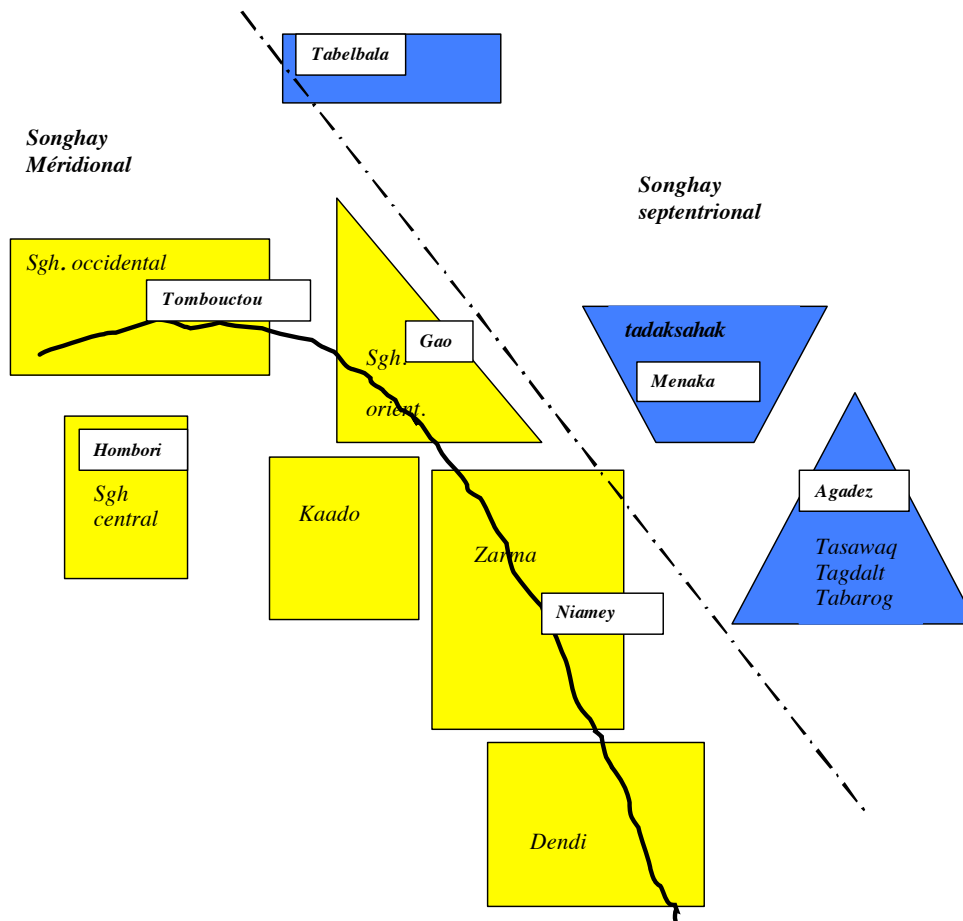 Tabelbala
Songhay
Méridional
Songhay
septentrional
Sgh. occidental
Tombouctou
Gao
Sgh.
orient.
tadaksahak
Menaka
Hombori
Sgh
central
Kaado
Zarma
Agadez
Tasawaq
Tagdalt
Tabarog
Niamey
Dendi